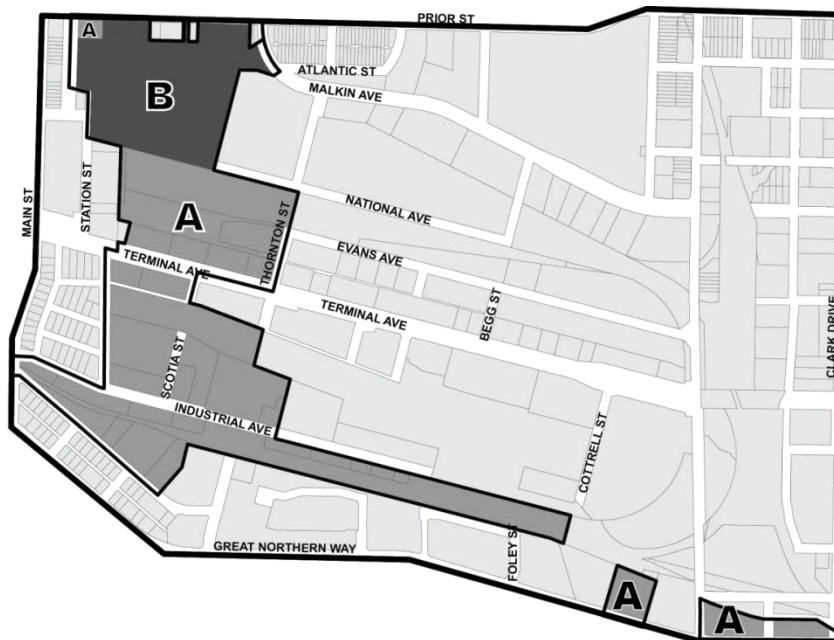 PRIOR ST
A
B
ATLANTIC ST
MALKIN AVE
MAIN ST
STATION ST
A
THORNTON ST
NATIONAL AVE
EVANS AVE
TERMINAL AVE
TERMINAL AVE
BEGG ST
CLARK DRIVE
SCOTIA ST
INDUSTRIAL AVE
COTTRELL ST
GREAT NORTHERN WAY
FOLEY ST
A
A